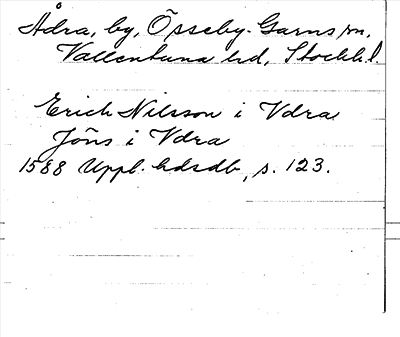 Ådra, by, Össeby-Garns sn,
Vallentuna hd, Stockh. l.
Erich Nilsson i Vdra
Jöns i Vdra
1588 Uppl. hdsdb, s. 123.